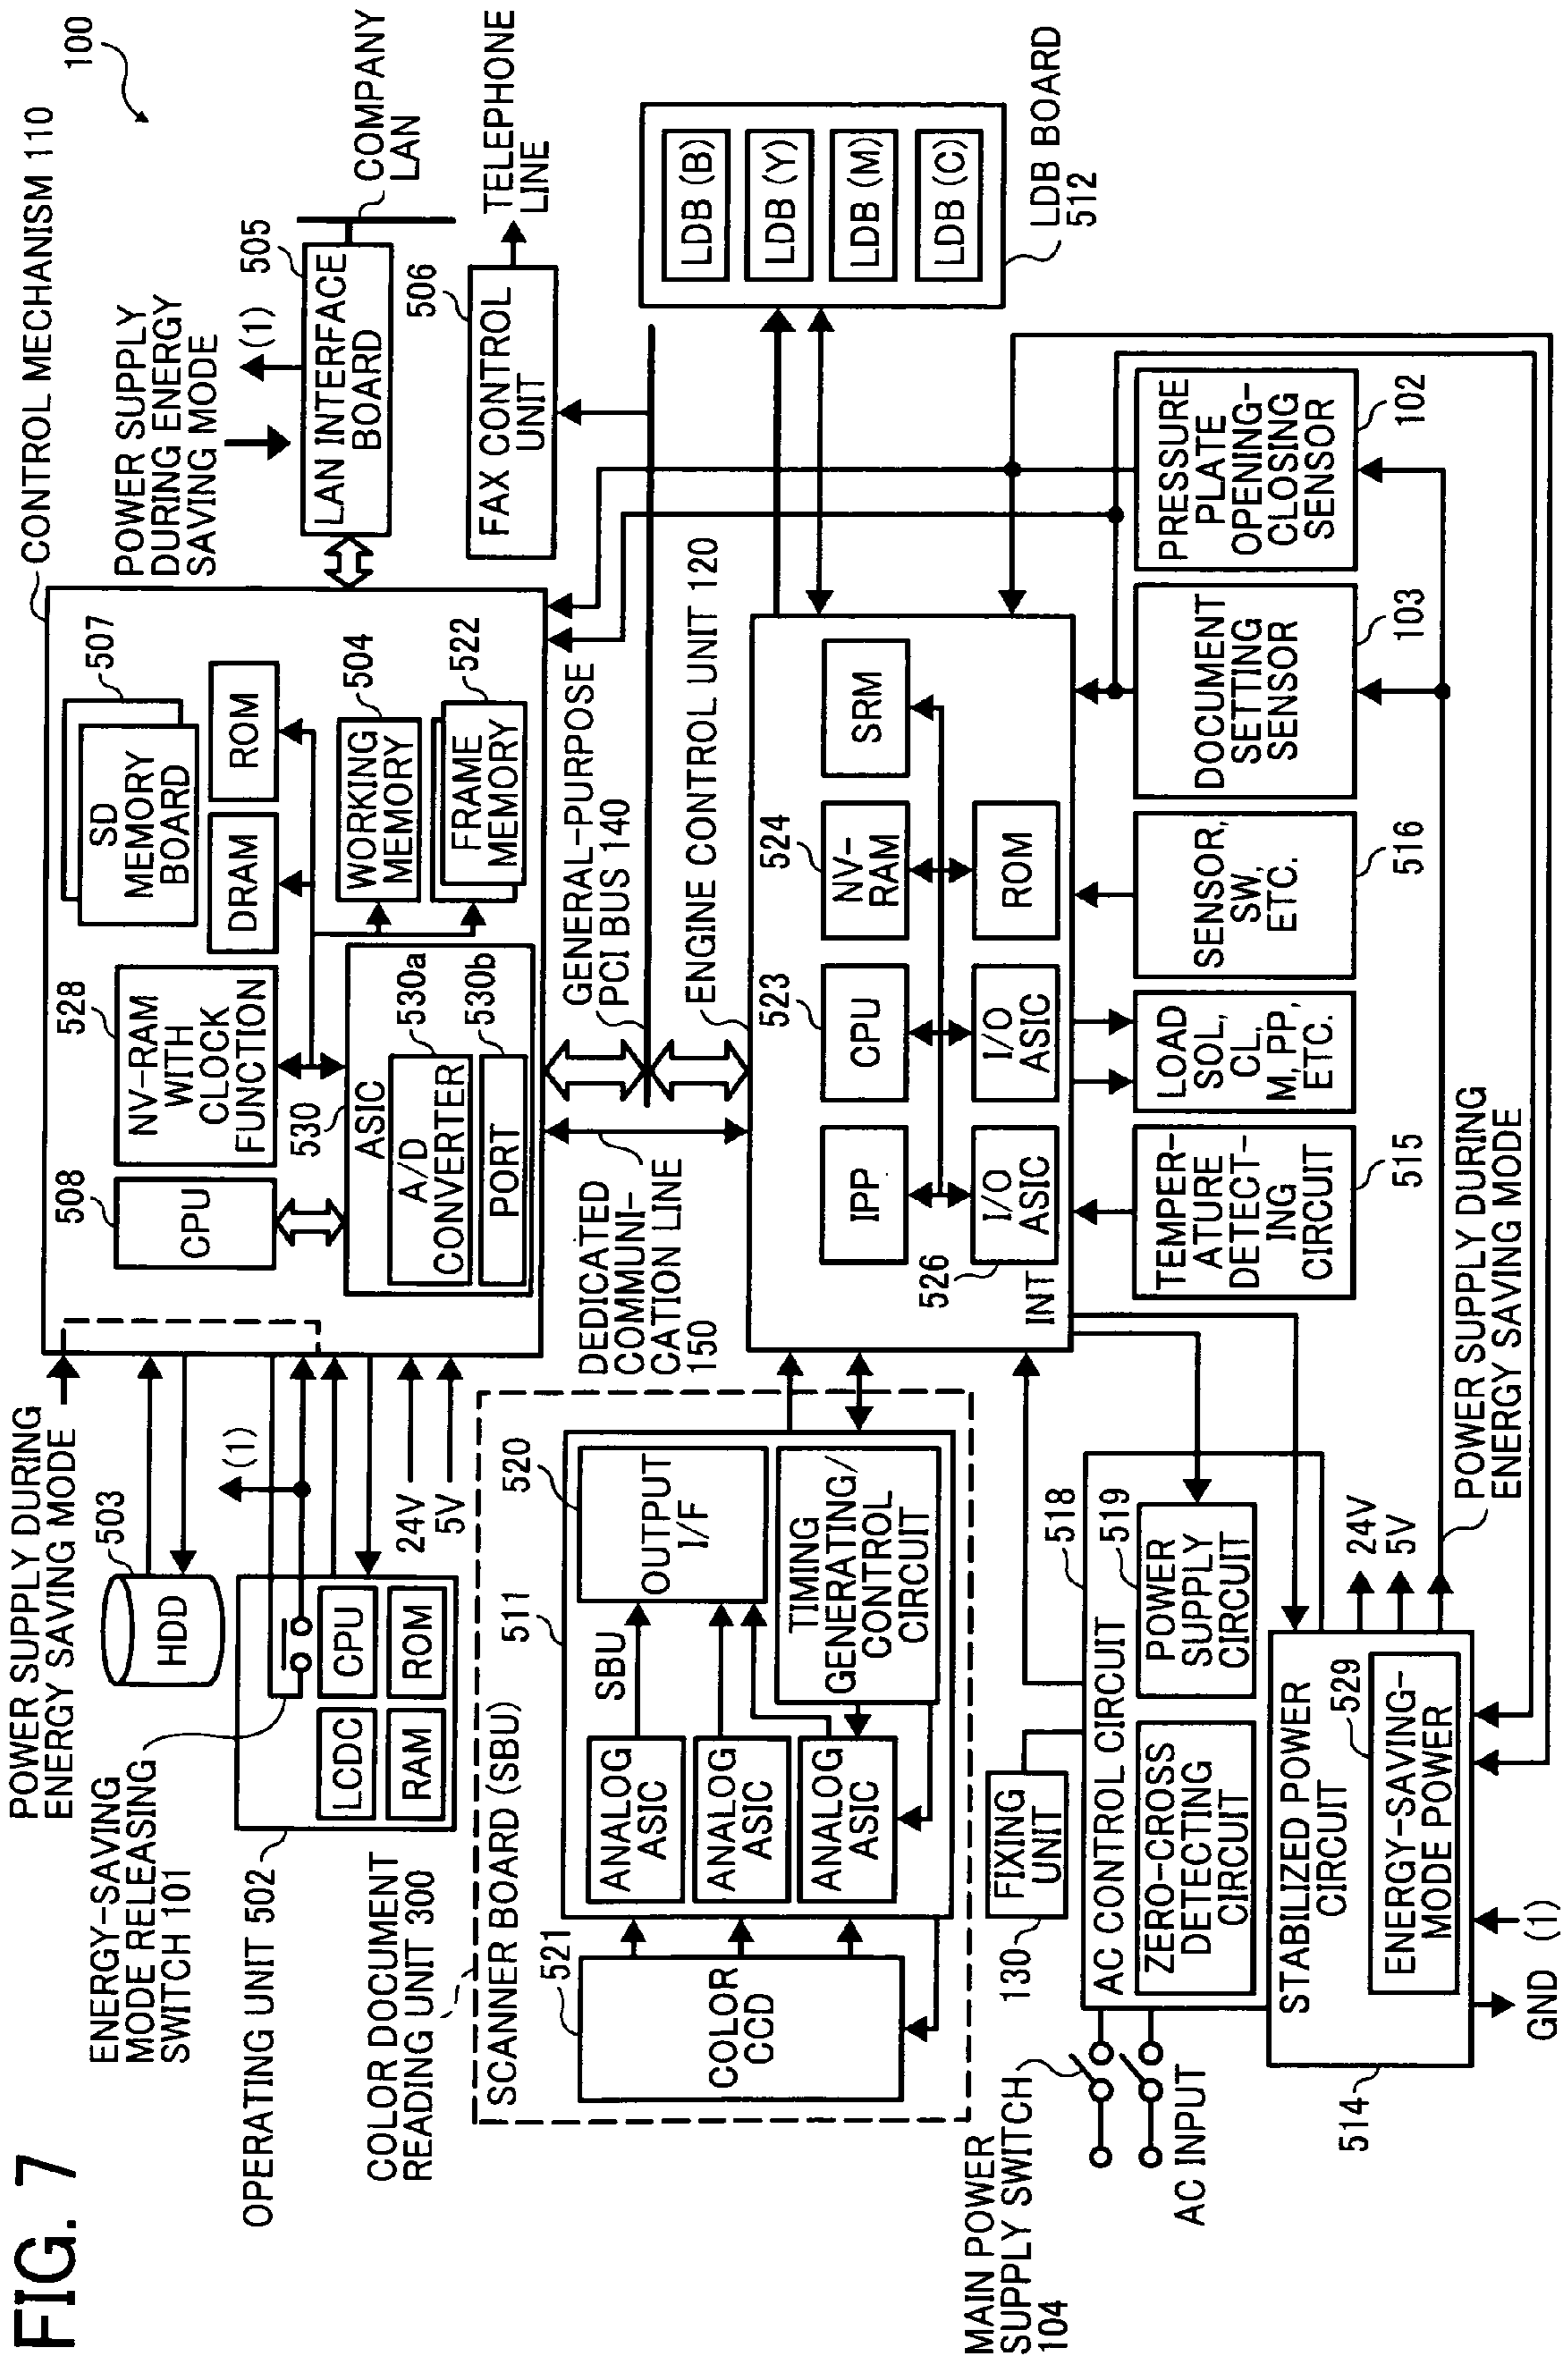 FIG. 7
100
CONTROL MECHANISM 110
POWER SUPPLY DURING
ENERGY SAVING MODE
503
HDD
(1)
ENERGY-SAVING
MODE RELEASING
SWITCH 101
OPERATING UNIT 502
LCDC
CPU
RAM
ROM
24V
5V
508
CPU
528
NV-RAM
WITH
CLOCK
FUNCTION
507
SD
MEMORY
BOARD
DRAM
ROM
530
ASIC
530a
A/D
CONVERTER
530b
PORT
504
WORKING
MEMORY
522
FRAME
MEMORY
POWER SUPPLY
DURING ENERGY
SAVING MODE
(1)
505
LAN INTERFACE
BOARD
COMPANY
LAN
506
FAX CONTROL
UNIT
TELEPHONE
LINE
COLOR DOCUMENT
READING UNIT 300
SCANNER BOARD (SBU)
511
520
521
COLOR
CCD
ANALOG
ASIC
ANALOG
ASIC
ANALOG
ASIC
SBU
OUTPUT
I/F
TIMING
GENERATING/
CONTROL
CIRCUIT
DEDICATED
COMMUNI-
CATION LINE
150
GENERAL-PURPOSE
PCI BUS 140
ENGINE CONTROL UNIT 120
IPP
523
CPU
524
NV-
RAM
SRM
526
I/O
ASIC
I/O
ASIC
ROM
INT
LDB (B)
LDB (Y)
LDB (M)
LDB (C)
LDB BOARD
512
TEMPER-
ATURE
DETECT-
ING
CIRCUIT
515
LOAD
SOL,
CL,
M,PP,
ETC.
SENSOR,
SW,
ETC.
516
DOCUMENT
SETTING
SENSOR
103
PRESSURE
PLATE
OPENING-
CLOSING
SENSOR
102
MAIN POWER
SUPPLY SWITCH
104
AC INPUT
130
FIXING
UNIT
518
AC CONTROL CIRCUIT
ZERO-CROSS
DETECTING
CIRCUIT
519
POWER
SUPPLY
CIRCUIT
514
STABILIZED POWER
CIRCUIT
529
ENERGY-SAVING-
MODE POWER
24V
5V
GND
(1)
POWER SUPPLY DURING
ENERGY SAVING MODE